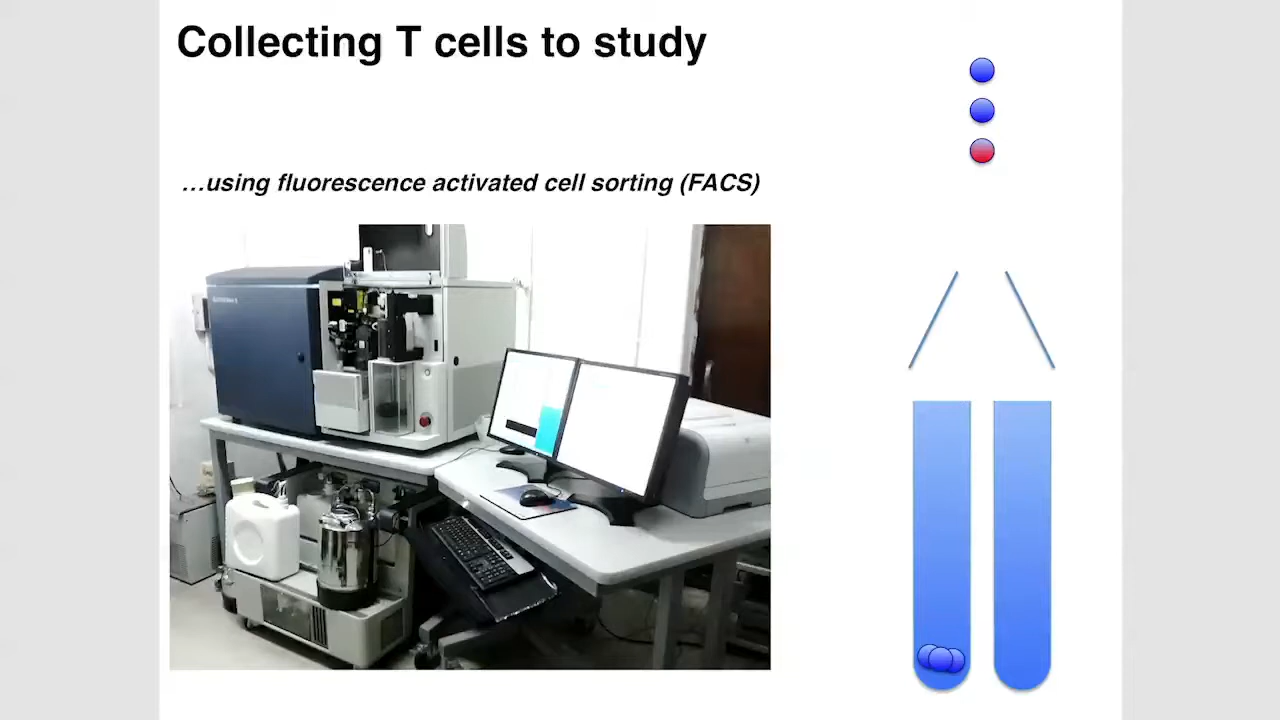 Collecting T cells to study
…using fluorescence activated cell sorting (FACS)